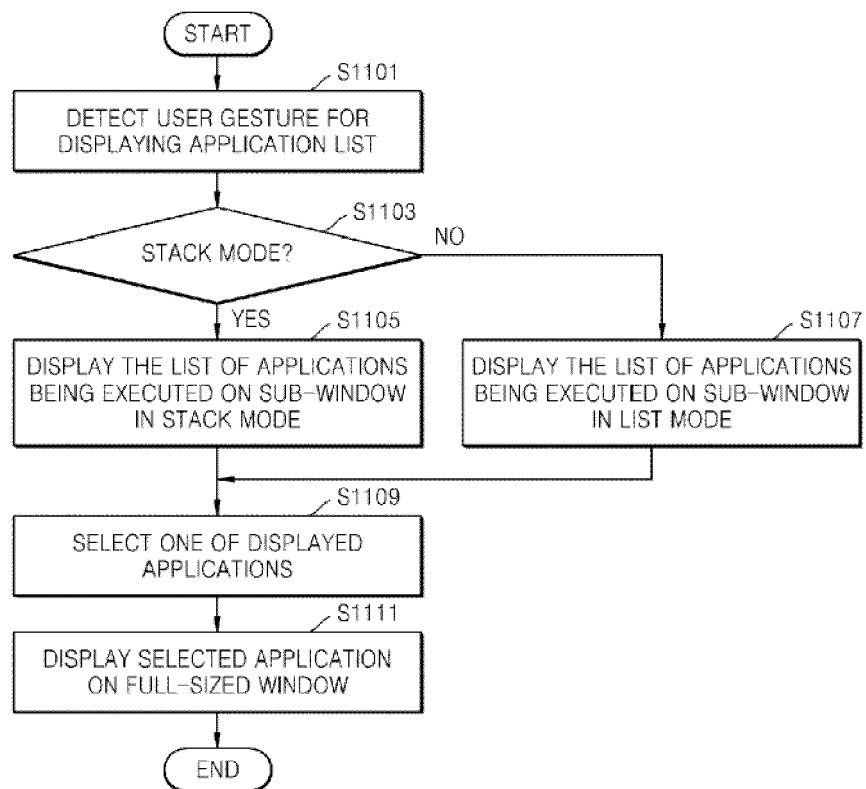 START
S1101
DETECT USER GESTURE FOR
DISPLAYING APPLICATION LIST
S1103
STACK MODE?
NO
YES
S1105
DISPLAY THE LIST OF APPLICATIONS
BEING EXECUTED ON SUB-WINDOW
IN STACK MODE
S1107
DISPLAY THE LIST OF APPLICATIONS
BEING EXECUTED ON SUB-WINDOW
IN LIST MODE
S1109
SELECT ONE OF DISPLAYED
APPLICATIONS
S1111
DISPLAY SELECTED APPLICATION
ON FULL-SIZED WINDOW
END